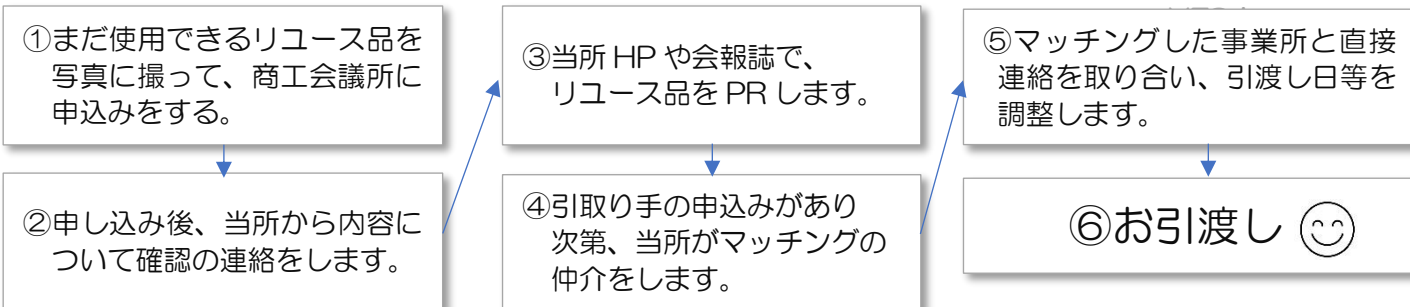 ①まだ使用できるリユース品を
写真に撮って、商工会議所に
申込みをする。
②申し込み後、当所から内容に
ついて確認の連絡をします。
③当所 HP や会報誌で、
リユース品を PR します。
④引取り手の申込みがあり
次第、当所がマッチングの
仲介をします。
⑤マッチングした事業所と直接
連絡を取り合い、引渡し日等を
調整します。
⑥お引渡し